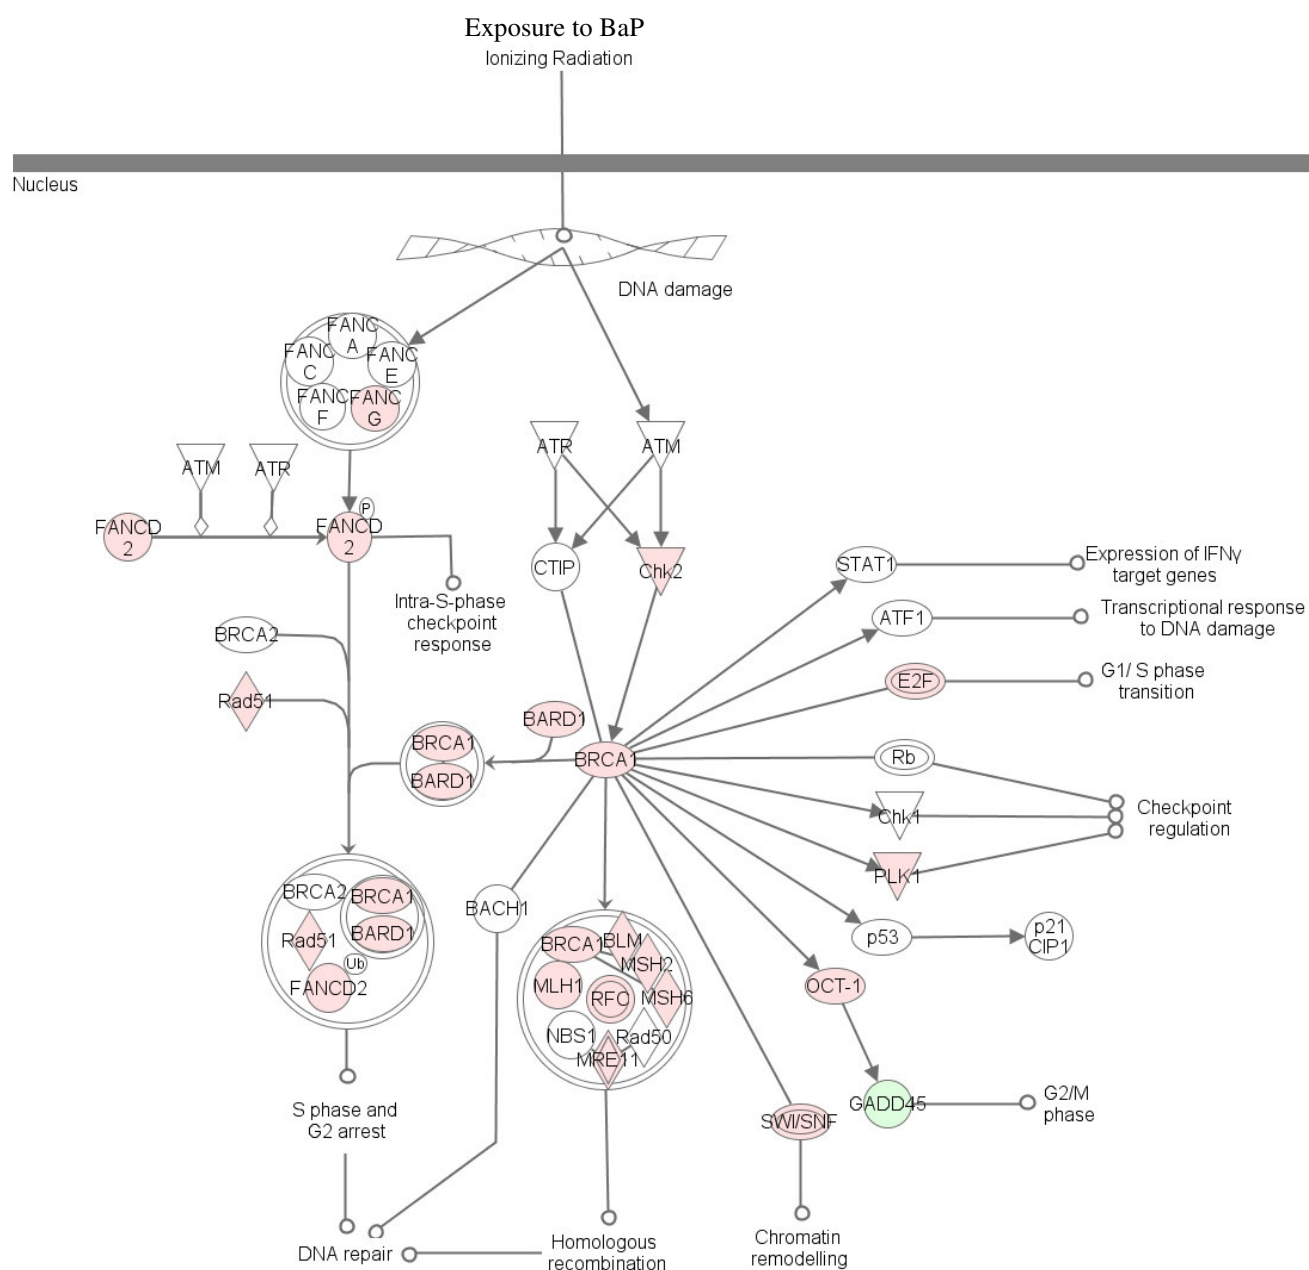 Exposure to BaP
Ionizing Radiation
Nucleus
DNA damage
FANC
A
FANC
C
FANC
E
FANC
F
FANC
G
ATM
ATR
ATR
ATM
FANCD
2
P
FANCD
2
CTIP
Chk2
Intra-S-phase
checkpoint
response
STAT1
Expression of IFNγ
target genes
ATF1
Transcriptional response
to DNA damage
BRCA2
E2F
G1/ S phase
transition
Rad51
BARD1
BRCA1
BARD1
BRCA1
Rb
Chk1
Checkpoint
regulation
PLK1
BRCA2
BRCA1
BARD1
Rad51
Ub
FANCD2
BACH1
BRCA1
BLM
MSH2
MLH1
RFC
MSH6
NBS1
Rad50
MRE11
p53
p21
CIP1
OCT-1
GADD45
G2/M
phase
SWI/SNF
S phase and
G2 arrest
DNA repair
Homologous
recombination
Chromatin
remodelling